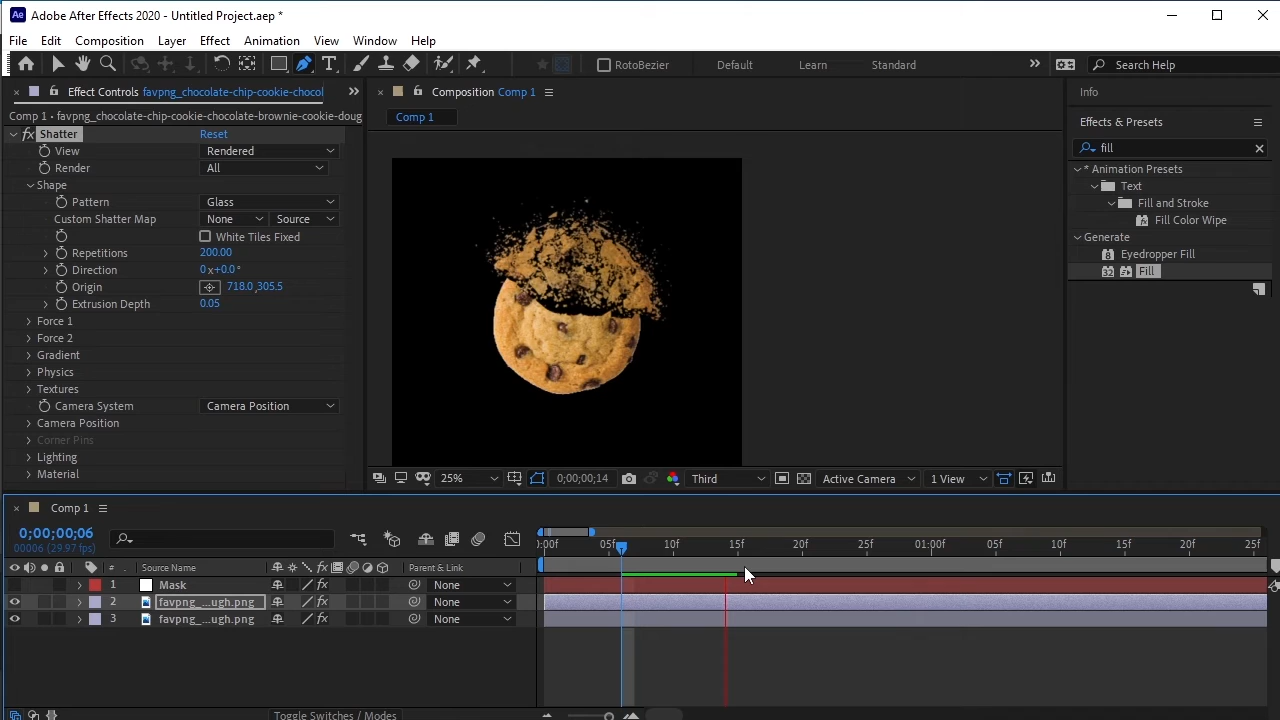 Ae Adobe After Effects 2020 - Untitled Project.aep *
File Edit Composition Layer Effect Animation View Window Help
RotoBezier Default Learn Standard Search Help
Effect Controls favpng_chocolate-chip-cookie-chocol
Comp 1 • favpng_chocolate-chip-cookie-chocolate-brownie-cookie-doug
fx Shatter Reset
View Rendered
Render All
Shape
Pattern Glass
Custom Shatter Map None Source
White Tiles Fixed
Repetitions 200.00
Direction 0x+0.0°
Origin 718.0,305.5
Extrusion Depth 0.05
Force 1
Force 2
Gradient
Physics
Textures
Camera System Camera Position
Camera Position
Corner Pins
Lighting
Material
Composition Comp 1
Comp 1
25% 0;00;00;14 Third Active Camera 1 View
Info
Effects & Presets
fill
* Animation Presets
Text
Fill and Stroke
Fill Color Wipe
Generate
Eyedropper Fill
Fill
Comp 1
0;00;00;06
00006 (29.97 fps)
0:00f 05f 10f 15f 20f 25f 01:00f 05f 10f 15f 20f 25f
# Source Name fx Parent & Link
1 Mask fx None
2 favpng_...ugh.png fx None
3 favpng_...ugh.png fx None
Toggle Switches / Modes